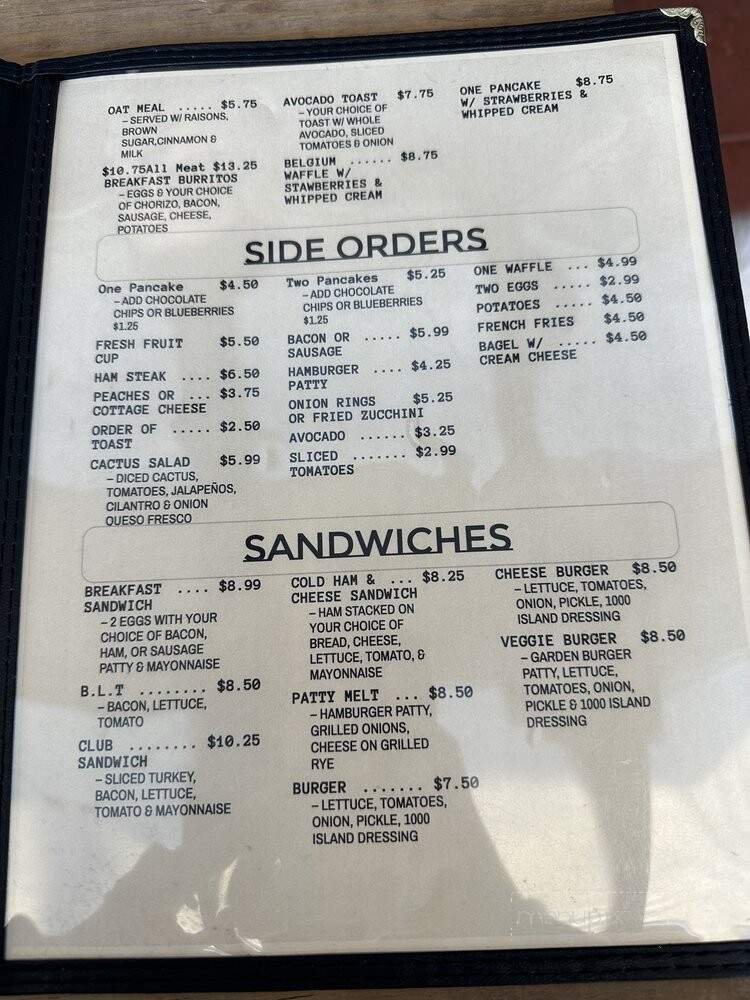 OAT MEAL ..... $5.75
– SERVED W/ RAISONS,
BROWN
SUGAR,CINNAMON &
MILK
$10.75All Meat $13.25
BREAKFAST BURRITOS
– EGGS & YOUR CHOICE
OF CHORIZO, BACON,
SAUSAGE, CHEESE,
POTATOES
AVOCADO TOAST $7.75
– YOUR CHOICE OF
TOAST W/ WHOLE
AVOCADO, SLICED
TOMATOES & ONION
BELGIUM ...... $8.75
WAFFLE W/
STAWBERRIES &
WHIPPED CREAM
ONE PANCAKE $8.75
W/ STRAWBERRIES &
WHIPPED CREAM
SIDE ORDERS
One Pancake $4.50
– ADD CHOCOLATE
CHIPS OR BLUEBERRIES
$1.25
FRESH FRUIT $5.50
CUP
HAM STEAK .... $6.50
PEACHES OR ... $3.75
COTTAGE CHEESE
ORDER OF ..... $2.50
TOAST
CACTUS SALAD $5.99
– DICED CACTUS,
TOMATOES, JALAPEÑOS,
CILANTRO & ONION
QUESO FRESCO
Two Pancakes $5.25
– ADD CHOCOLATE
CHIPS OR BLUEBERRIES
$1.25
BACON OR ..... $5.99
SAUSAGE
HAMBURGER .... $4.25
PATTY
ONION RINGS $5.25
OR FRIED ZUCCHINI
AVOCADO ...... $3.25
SLICED ....... $2.99
TOMATOES
ONE WAFFLE ... $4.99
TWO EGGS ..... $2.99
POTATOES ..... $4.50
FRENCH FRIES $4.50
BAGEL W/ ..... $4.50
CREAM CHEESE
SANDWICHES
BREAKFAST .... $8.99
SANDWICH
– 2 EGGS WITH YOUR
CHOICE OF BACON,
HAM, OR SAUSAGE
PATTY & MAYONNAISE
B.L.T ........ $8.50
– BACON, LETTUCE,
TOMATO
CLUB ........ $10.25
SANDWICH
– SLICED TURKEY,
BACON, LETTUCE,
TOMATO & MAYONNAISE
COLD HAM & ... $8.25
CHEESE SANDWICH
– HAM STACKED ON
YOUR CHOICE OF
BREAD, CHEESE,
LETTUCE, TOMATO, &
MAYONNAISE
PATTY MELT ... $8.50
– HAMBURGER PATTY,
GRILLED ONIONS,
CHEESE ON GRILLED
RYE
BURGER ....... $7.50
– LETTUCE, TOMATOES,
ONION, PICKLE, 1000
ISLAND DRESSING
CHEESE BURGER $8.50
– LETTUCE, TOMATOES,
ONION, PICKLE, 1000
ISLAND DRESSING
VEGGIE BURGER $8.50
– GARDEN BURGER
PATTY, LETTUCE,
TOMATOES, ONION,
PICKLE & 1000 ISLAND
DRESSING